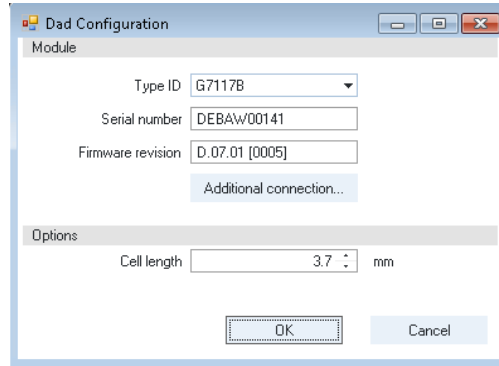 Dad Configuration
Module
Type ID G7117B
Serial number DEBAW00141
Firmware revision D.07.01 [0005]
Additional connection...
Options
Cell length 3.7 mm
OK Cancel